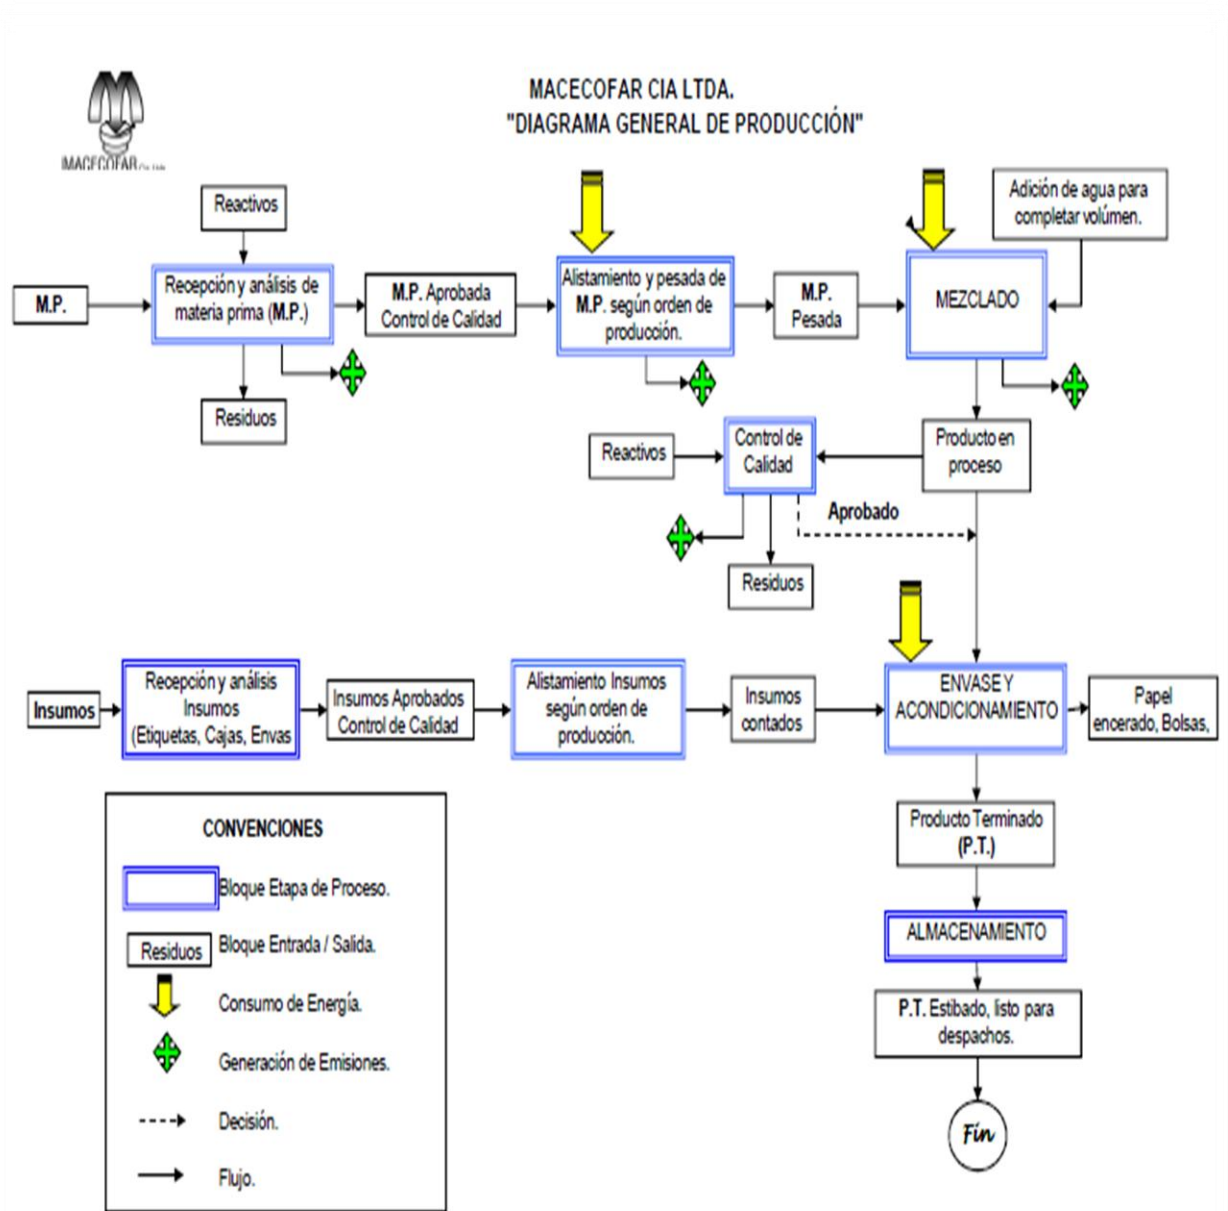 MACECOFAR CIA LTDA.
"DIAGRAMA GENERAL DE PRODUCCIÓN"
Reactivos
Adición de agua para
completar volúmen.
M.P.
Recepción y análisis de
materia prima (M.P.)
M.P. Aprobada
Control de Calidad
Alistamiento y pesada de
M.P. según orden de
producción.
M.P.
Pesada
MEZCLADO
Residuos
Reactivos
Control de
Calidad
Producto en
proceso
Aprobado
Residuos
Insumos
Recepción y análisis
Insumos
(Etiquetas, Cajas, Envas
Insumos Aprobados
Control de Calidad
Alistamiento Insumos
según orden de
producción.
Insumos
contados
ENVASE Y
ACONDICIONAMIENTO
Papel
encerado, Bolsas,
Producto Terminado
(P.T.)
ALMACENAMIENTO
P.T. Estibado, listo para
despachos.
Fin
CONVENCIONES
Bloque Etapa de Proceso.
Residuos
Bloque Entrada / Salida.
Consumo de Energía.
Generación de Emisiones.
Decisión.
Flujo.